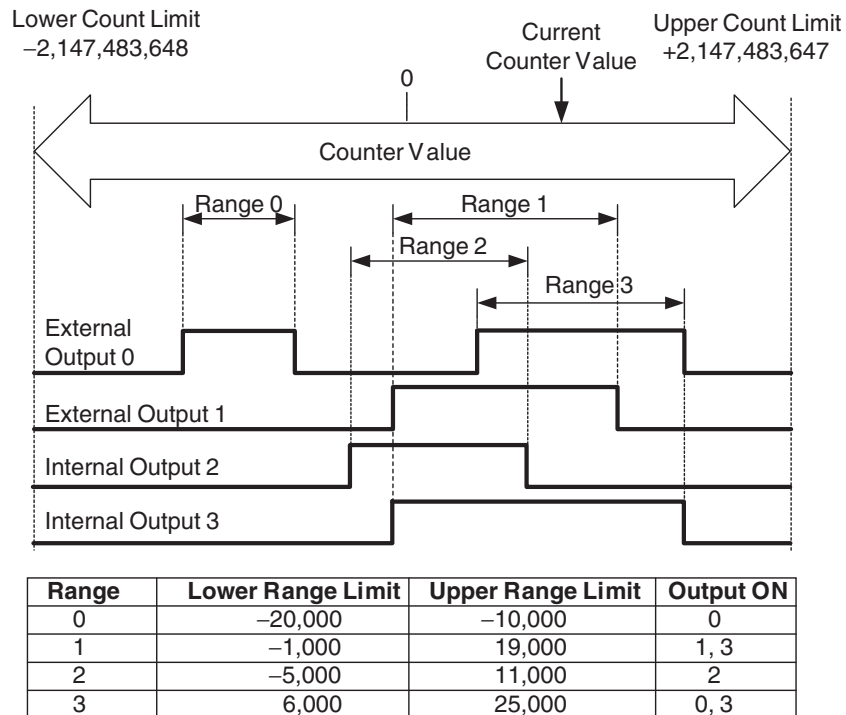 Lower Count Limit
−2,147,483,648
Current
Counter Value
Upper Count Limit
+2,147,483,647
0
Counter Value
Range 0
Range 1
Range 2
Range 3
External
Output 0
External Output 1
Internal Output 2
Internal Output 3
Range Lower Range Limit Upper Range Limit Output ON
0 −20,000 −10,000 0
1 −1,000 19,000 1, 3
2 −5,000 11,000 2
3 6,000 25,000 0, 3